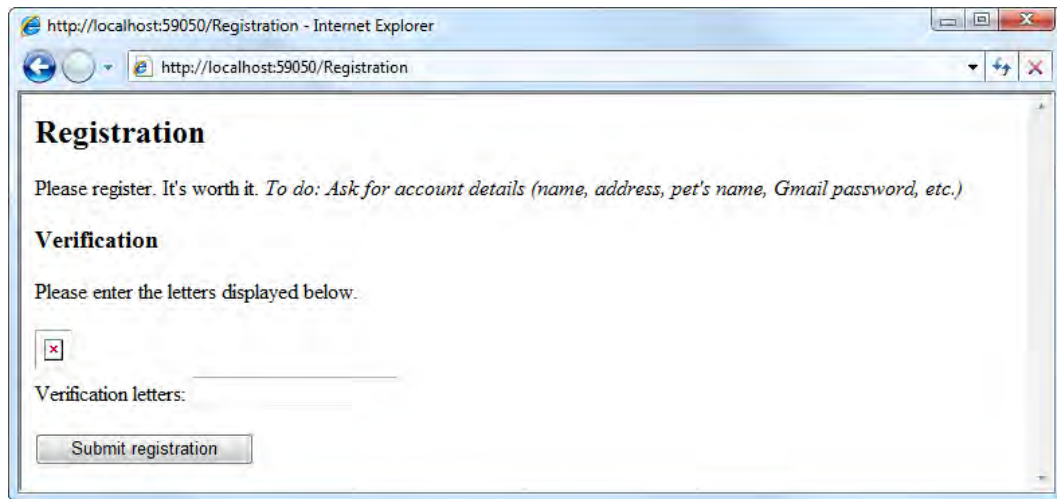 http://localhost:59050/Registration - Internet Explorer
http://localhost:59050/Registration
Registration
Please register. It's worth it. To do: Ask for account details (name, address, pet's name, Gmail password, etc.)
Verification
Please enter the letters displayed below.
Verification letters:
Submit registration